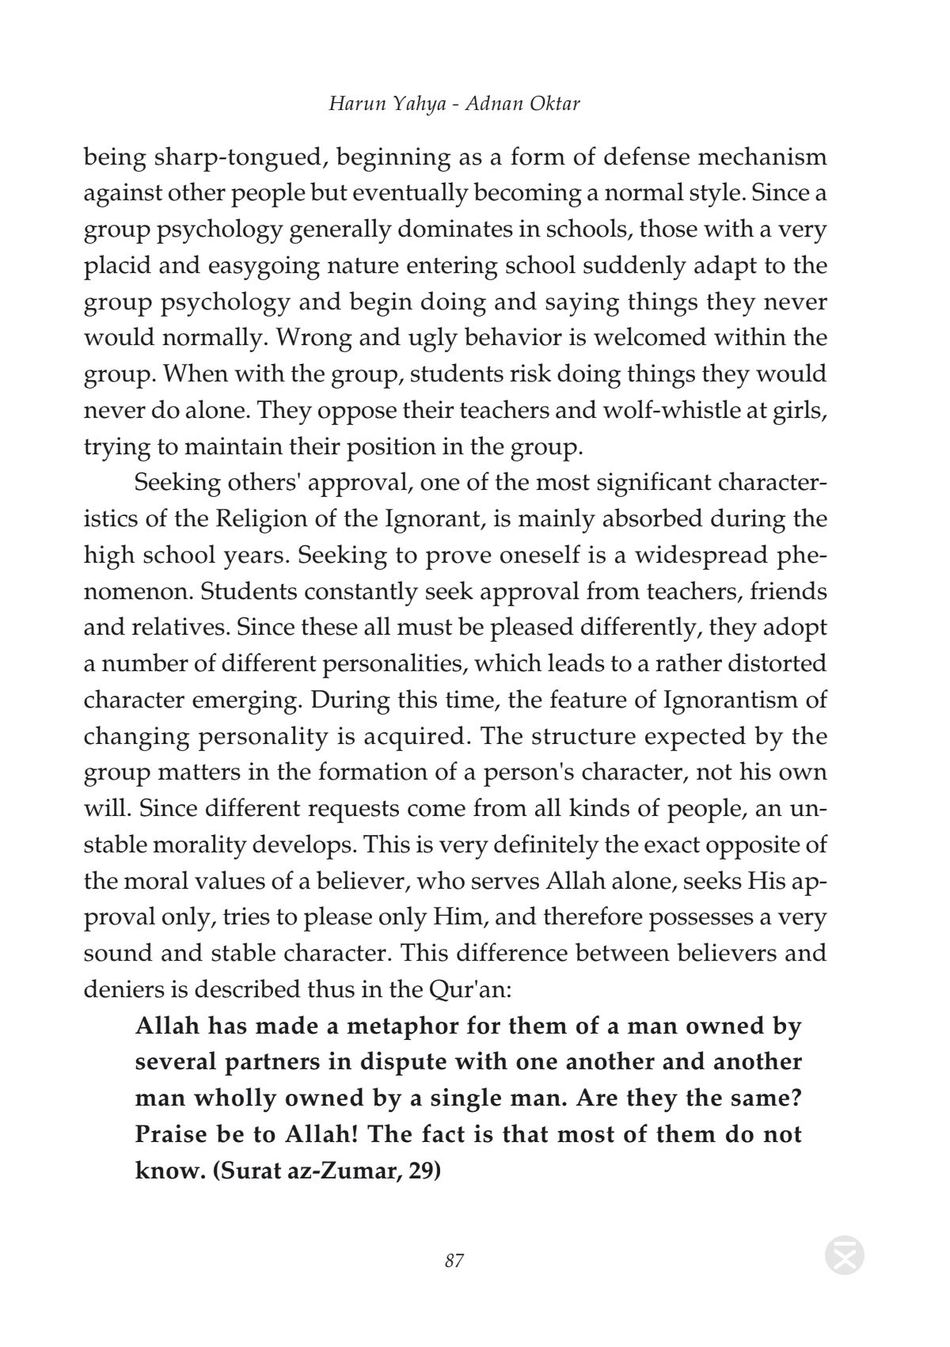 Harun Yahya - Adnan Oktar
being sharp-tongued, beginning as a form of defense mechanism
against other people but eventually becoming a normal style. Since a
group psychology generally dominates in schools, those with a very
placid and easygoing nature entering school suddenly adapt to the
group psychology and begin doing and saying things they never
would normally. Wrong and ugly behavior is welcomed within the
group. When with the group, students risk doing things they would
never do alone. They oppose their teachers and wolf-whistle at girls,
trying to maintain their position in the group.
Seeking others' approval, one of the most significant character-
istics of the Religion of the Ignorant, is mainly absorbed during the
high school years. Seeking to prove oneself is a widespread phe-
nomenon. Students constantly seek approval from teachers, friends
and relatives. Since these all must be pleased differently, they adopt
a number of different personalities, which leads to a rather distorted
character emerging. During this time, the feature of Ignorantism of
changing personality is acquired. The structure expected by the
group matters in the formation of a person's character, not his own
will. Since different requests come from all kinds of people, an un-
stable morality develops. This is very definitely the exact opposite of
the moral values of a believer, who serves Allah alone, seeks His ap-
proval only, tries to please only Him, and therefore possesses a very
sound and stable character. This difference between believers and
deniers is described thus in the Qur'an:
Allah has made a metaphor for them of a man owned by
several partners in dispute with one another and another
man wholly owned by a single man. Are they the same?
Praise be to Allah! The fact is that most of them do not
know. (Surat az-Zumar, 29)
87